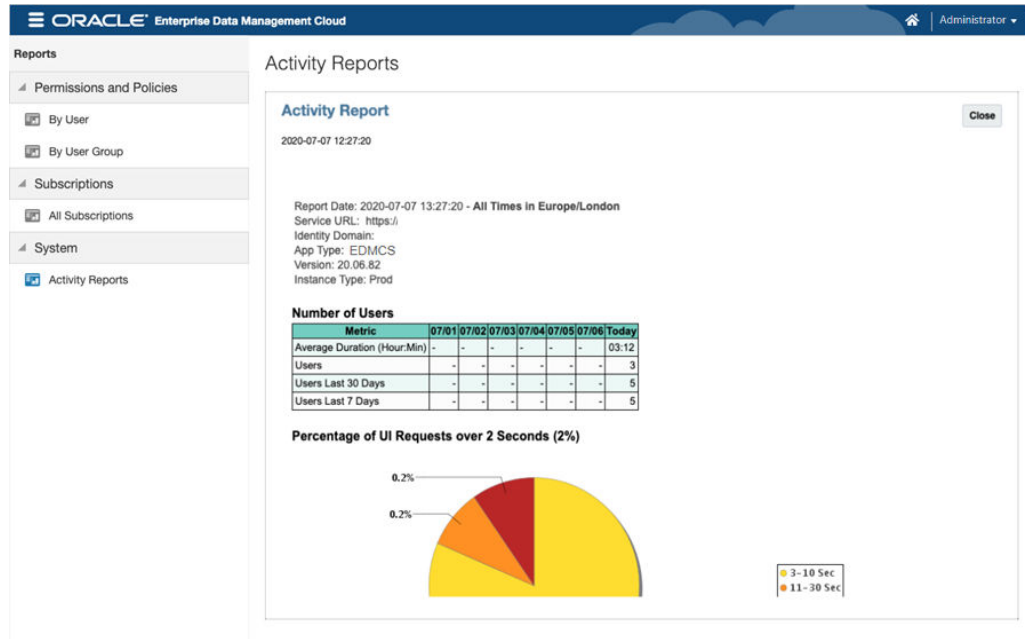 ORACLE® Enterprise Data Management Cloud
Administrator
Reports
Permissions and Policies
By User
By User Group
Subscriptions
All Subscriptions
System
Activity Reports
Activity Reports
Activity Report
Close
2020-07-07 12:27:20
Report Date: 2020-07-07 13:27:20 - All Times in Europe/London
Service URL: https:/
Identity Domain:
App Type: EDMCS
Version: 20.06.82
Instance Type: Prod
Number of Users
Metric 07/01 07/02 07/03 07/04 07/05 07/06 Today
Average Duration (Hour:Min) - - - - - - 03:12
Users - - - - - - 3
Users Last 30 Days - - - - - - 5
Users Last 7 Days - - - - - - 5
Percentage of UI Requests over 2 Seconds (2%)
0.2%
0.2%
3-10 Sec
11-30 Sec